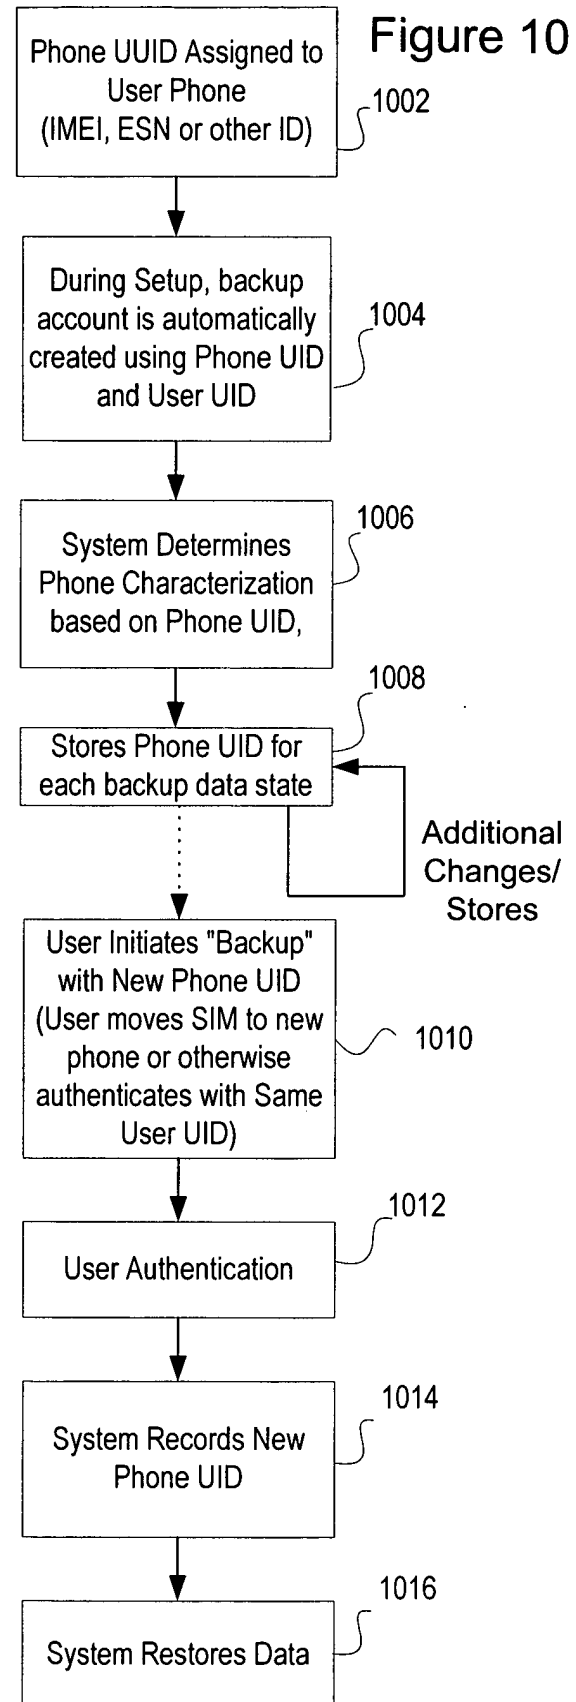 Figure 10
Phone UUID Assigned to
User Phone
(IMEI, ESN or other ID)
1002
During Setup, backup
account is automatically
created using Phone UID
and User UID
1004
System Determines
Phone Characterization
based on Phone UID,
1006
Stores Phone UID for
each backup data state
1008
Additional
Changes/
Stores
User Initiates "Backup"
with New Phone UID
(User moves SIM to new
phone or otherwise
authenticates with Same
User UID)
1010
User Authentication
1012
System Records New
Phone UID
1014
System Restores Data
1016